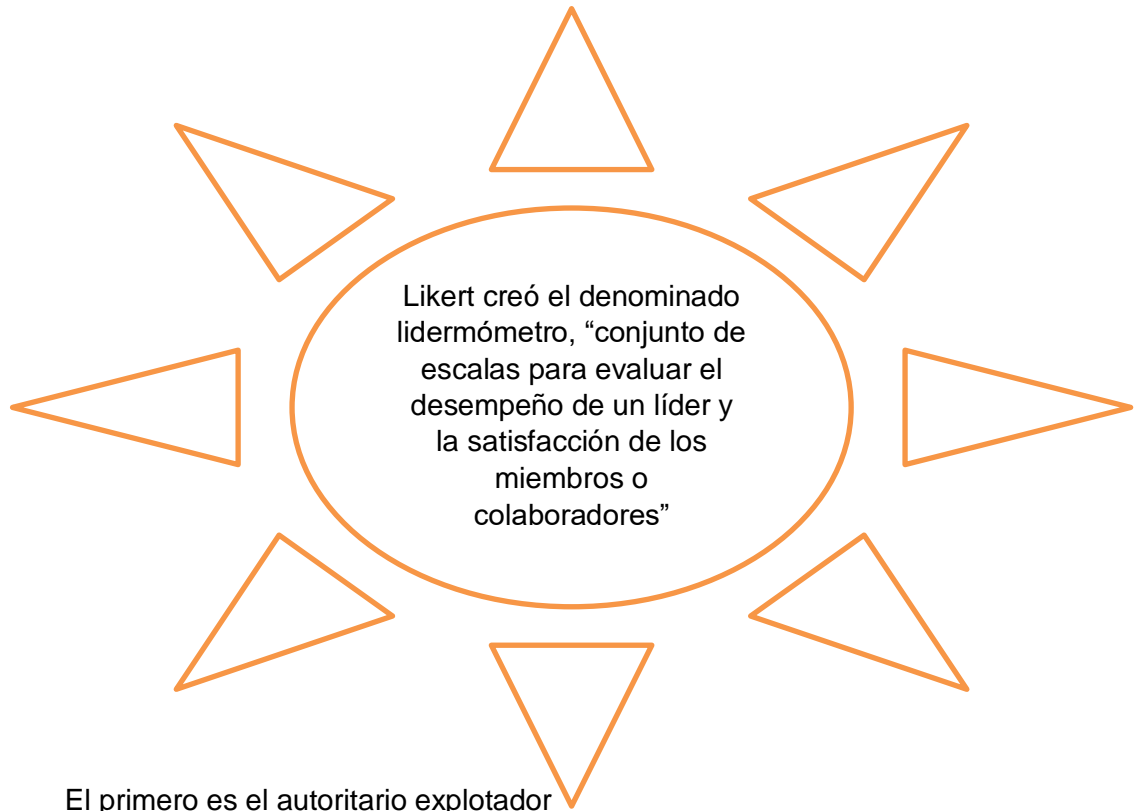 Likert creó el denominado
lidermómetro, “conjunto de
escalas para evaluar el
desempeño de un líder y
la satisfacción de los
miembros o
colaboradores”
El primero es el autoritario explotador